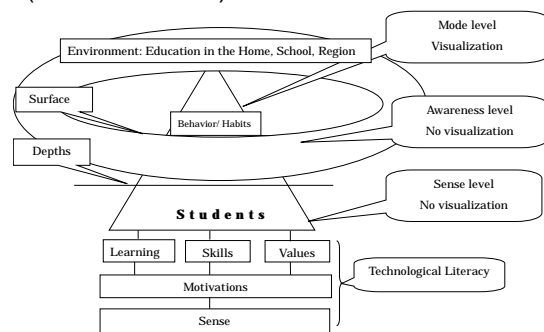 Mode level
Visualization
Environment: Education in the Home, School, Region
Surface
Behavior/ Habits
Awareness level
No visualization
Depths
Sense level
No visualization
Students
Learning
Skills
Values
Technological Literacy
Motivations
Sense